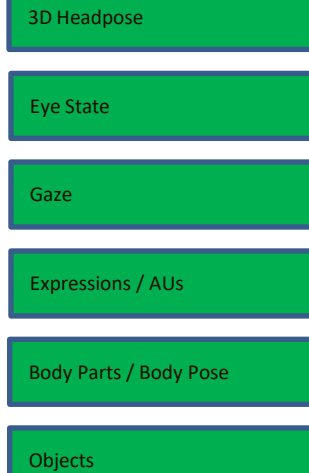 3D Headpose
Eye State
Gaze
Expressions / AUs
Body Parts / Body Pose
Objects